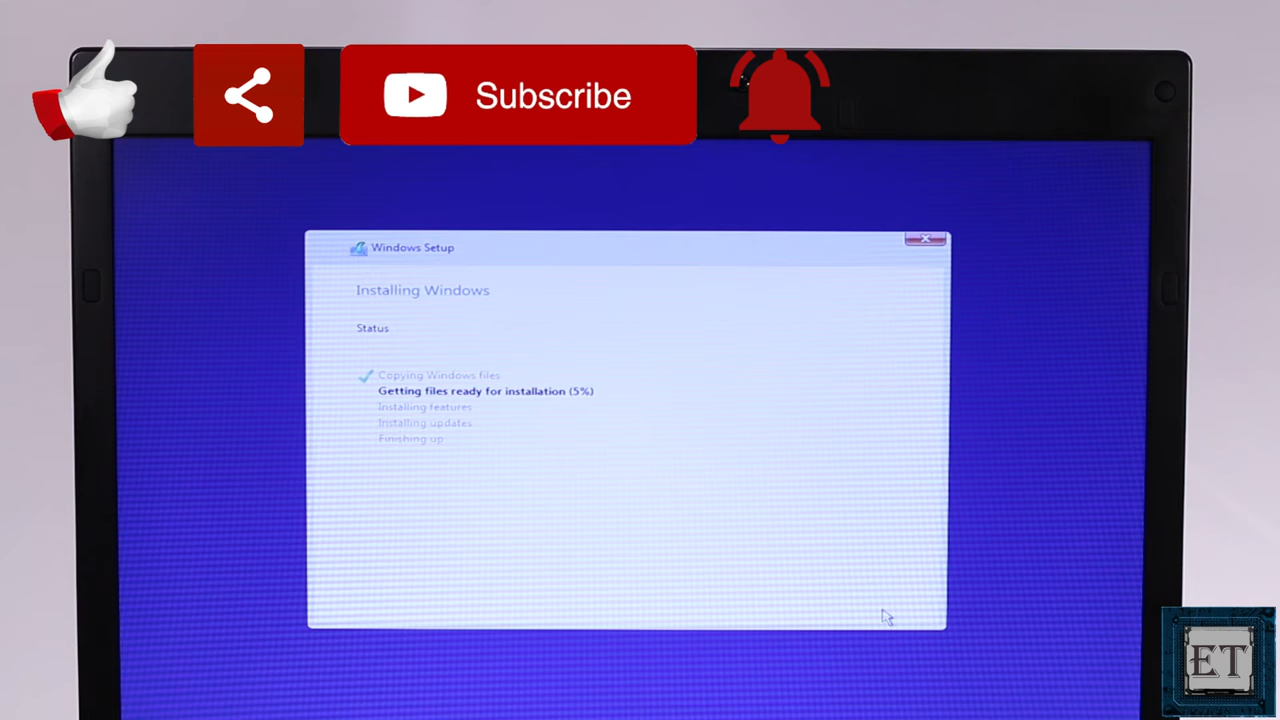 Subscribe
Windows Setup
Installing Windows
Status
Copying Windows files
Getting files ready for installation (5%)
Installing features
Installing updates
Finishing up
ET